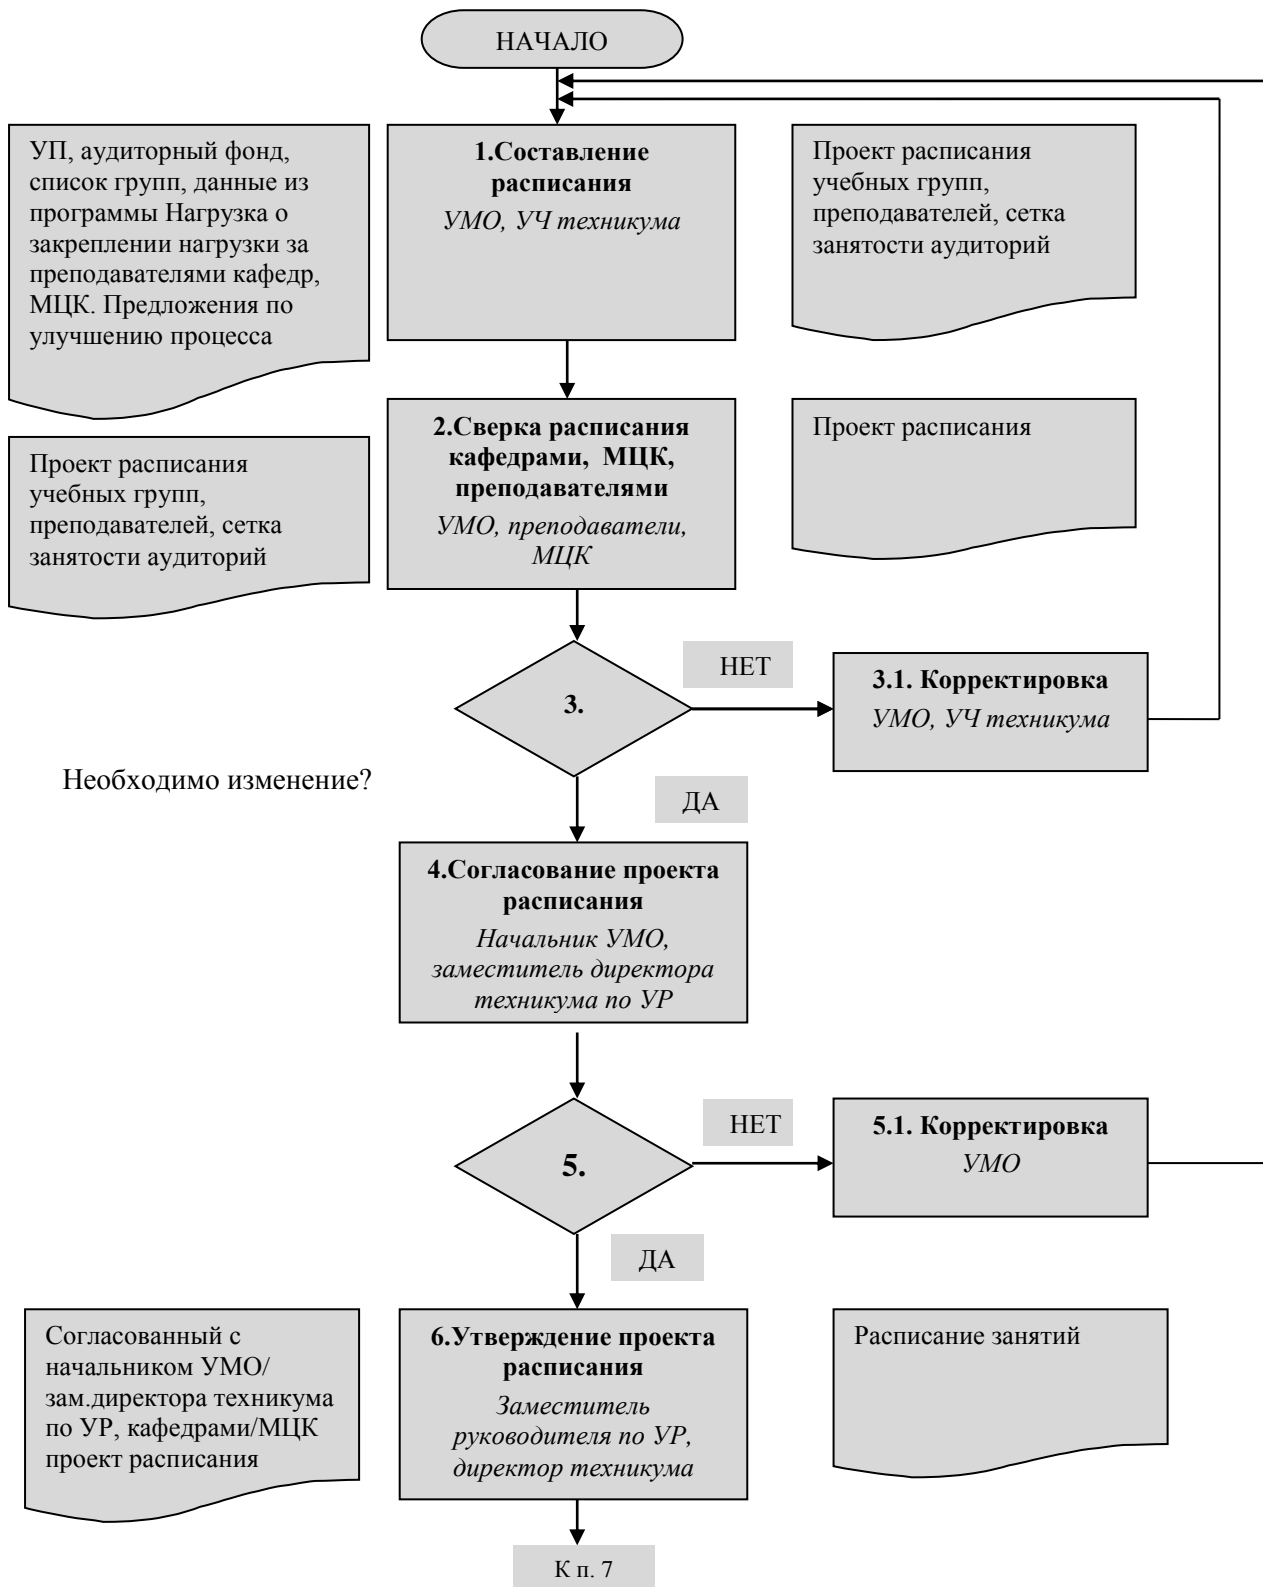 НАЧАЛО
УП, аудиторный фонд,
список групп, данные из
программы Нагрузка о
закреплении нагрузки за
преподавателями кафедр,
МЦК. Предложения по
улучшению процесса
1.Составление
расписания
УМО, УЧ техникума
Проект расписания
учебных групп,
преподавателей, сетка
занятости аудиторий
Проект расписания
учебных групп,
преподавателей, сетка
занятости аудиторий
2.Сверка расписания
кафедрами, МЦК,
преподавателями
УМО, преподаватели,
МЦК
Проект расписания
3.
НЕТ
3.1. Корректировка
УМО, УЧ техникума
Необходимо изменение?
ДА
4.Согласование проекта
расписания
Начальник УМО,
заместитель директора
техникума по УР
5.
НЕТ
5.1. Корректировка
УМО
ДА
Согласованный с
начальником УМО/
зам.директора техникума
по УР, кафедрами/МЦК
проект расписания
6.Утверждение проекта
расписания
Заместитель
руководителя по УР,
директор техникума
Расписание занятий
К п. 7